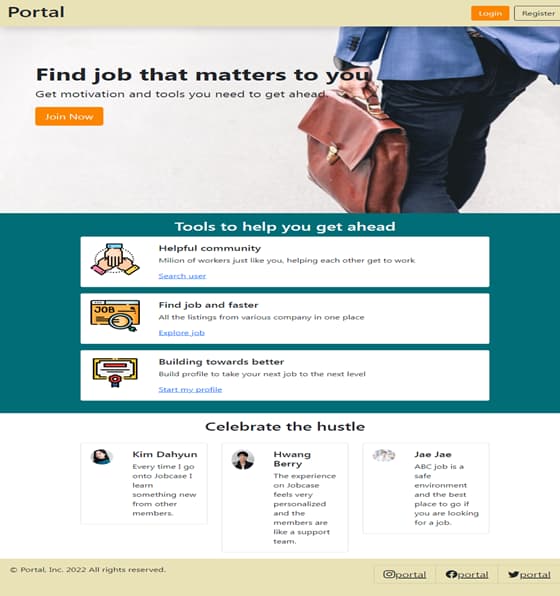 Portal
Login
Register
Find job that matters to you
Get motivation and tools you need to get ahead.
Join Now
Tools to help you get ahead
Helpful community
Milion of workers just like you, helping each other get to work
Search user
JOB
Find job and faster
All the listings from various company in one place
Explore job
Building towards better
Build profile to take your next job to the next level
Start my profile
Celebrate the hustle
Kim Dahyun
Every time I go
onto Jobcase I
learn
something new
from other
members.
Hwang
Berry
The experience
on Jobcase
feels very
personalized
and the
members are
like a support
team.
Jae Jae
ABC job is a
safe
environment
and the best
place to go if
you are looking
for a job.
© Portal, Inc. 2022 All rights reserved.
portal
portal
portal